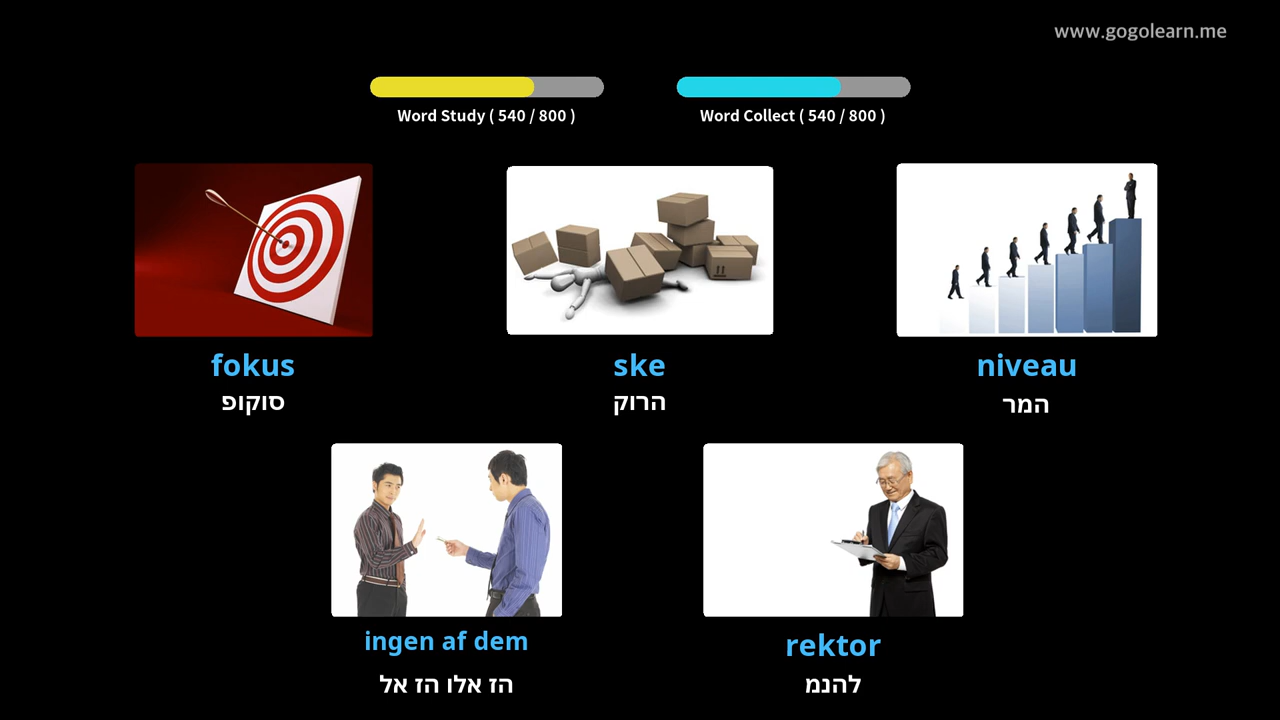 www.gogolearn.me
Word Study ( 540 / 800 )
Word Collect ( 540 / 800 )
fokus
סוקופ
ske
הרוק
niveau
המר
ingen af dem
הז אלו הז אל
rektor
להנמ